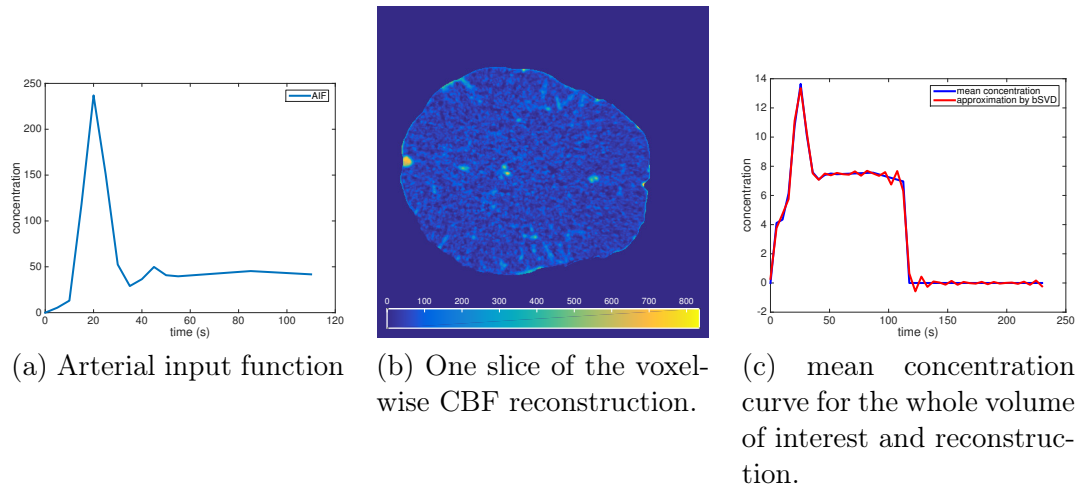 250
200
150
100
50
0
concentration
AIF
0
20
40
60
80
100
120
time (s)
(a) Arterial input function
0 100 200 300 400 500 600 700 800
(b) One slice of the voxel-
wise CBF reconstruction.
14
12
10
8
6
4
2
0
-2
concentration
mean concentration
approximation by bSVD
0
50
100
150
200
250
time (s)
(c) mean concentration
curve for the whole volume
of interest and reconstruc-
tion.